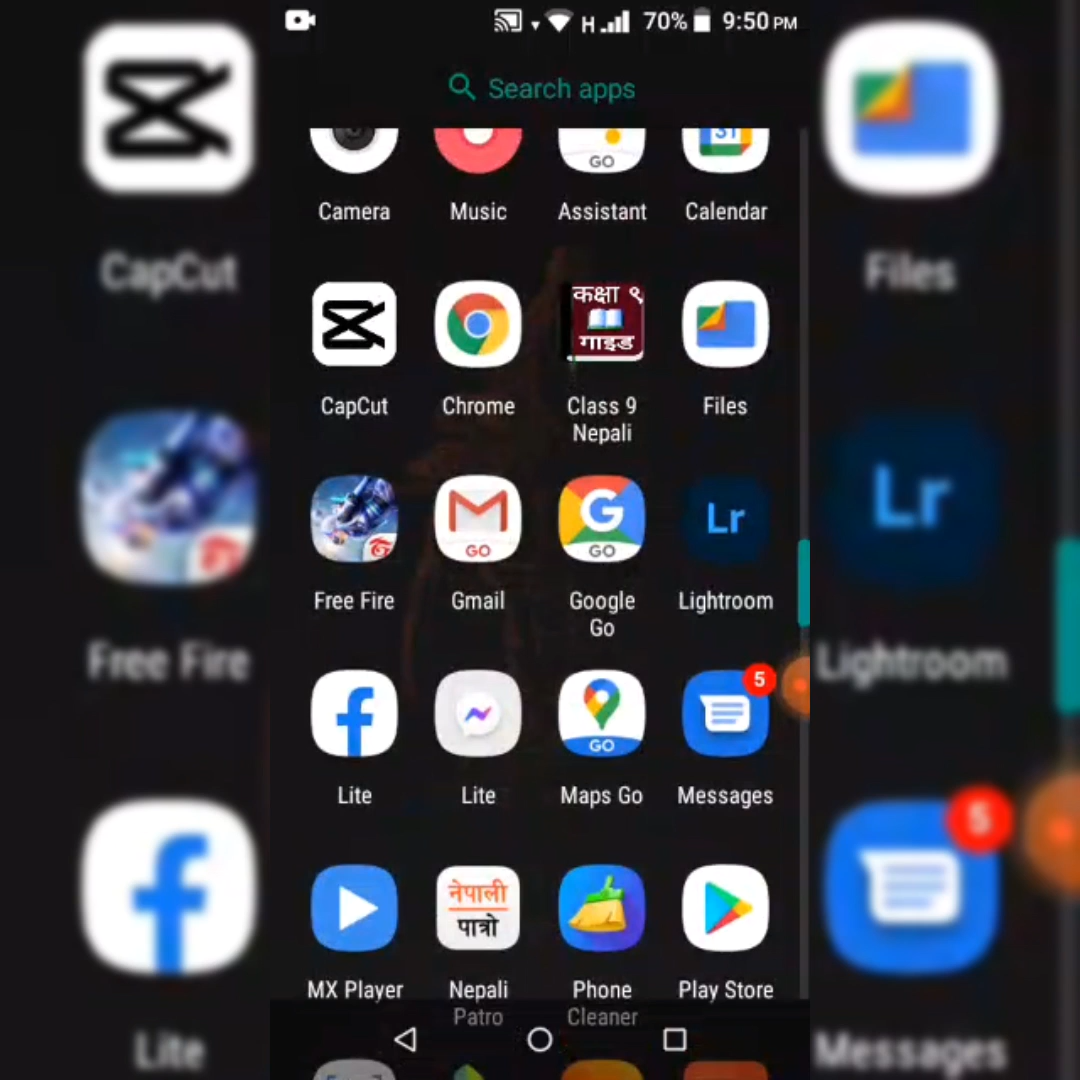 H 70% 9:50 PM
Search apps
GO 31
Camera Music Assistant Calendar
कक्षा ९
गाइड
CapCut Chrome Class 9 Nepali Files
GO G GO Lr
Free Fire Gmail Google Go Lightroom
GO 5
Lite Lite Maps Go Messages
नेपाली
पात्रो
MX Player Nepali Patro Phone Cleaner Play Store
CapCut
Files
Lr
Free Fire
Lightroom
5
Lite
Messages